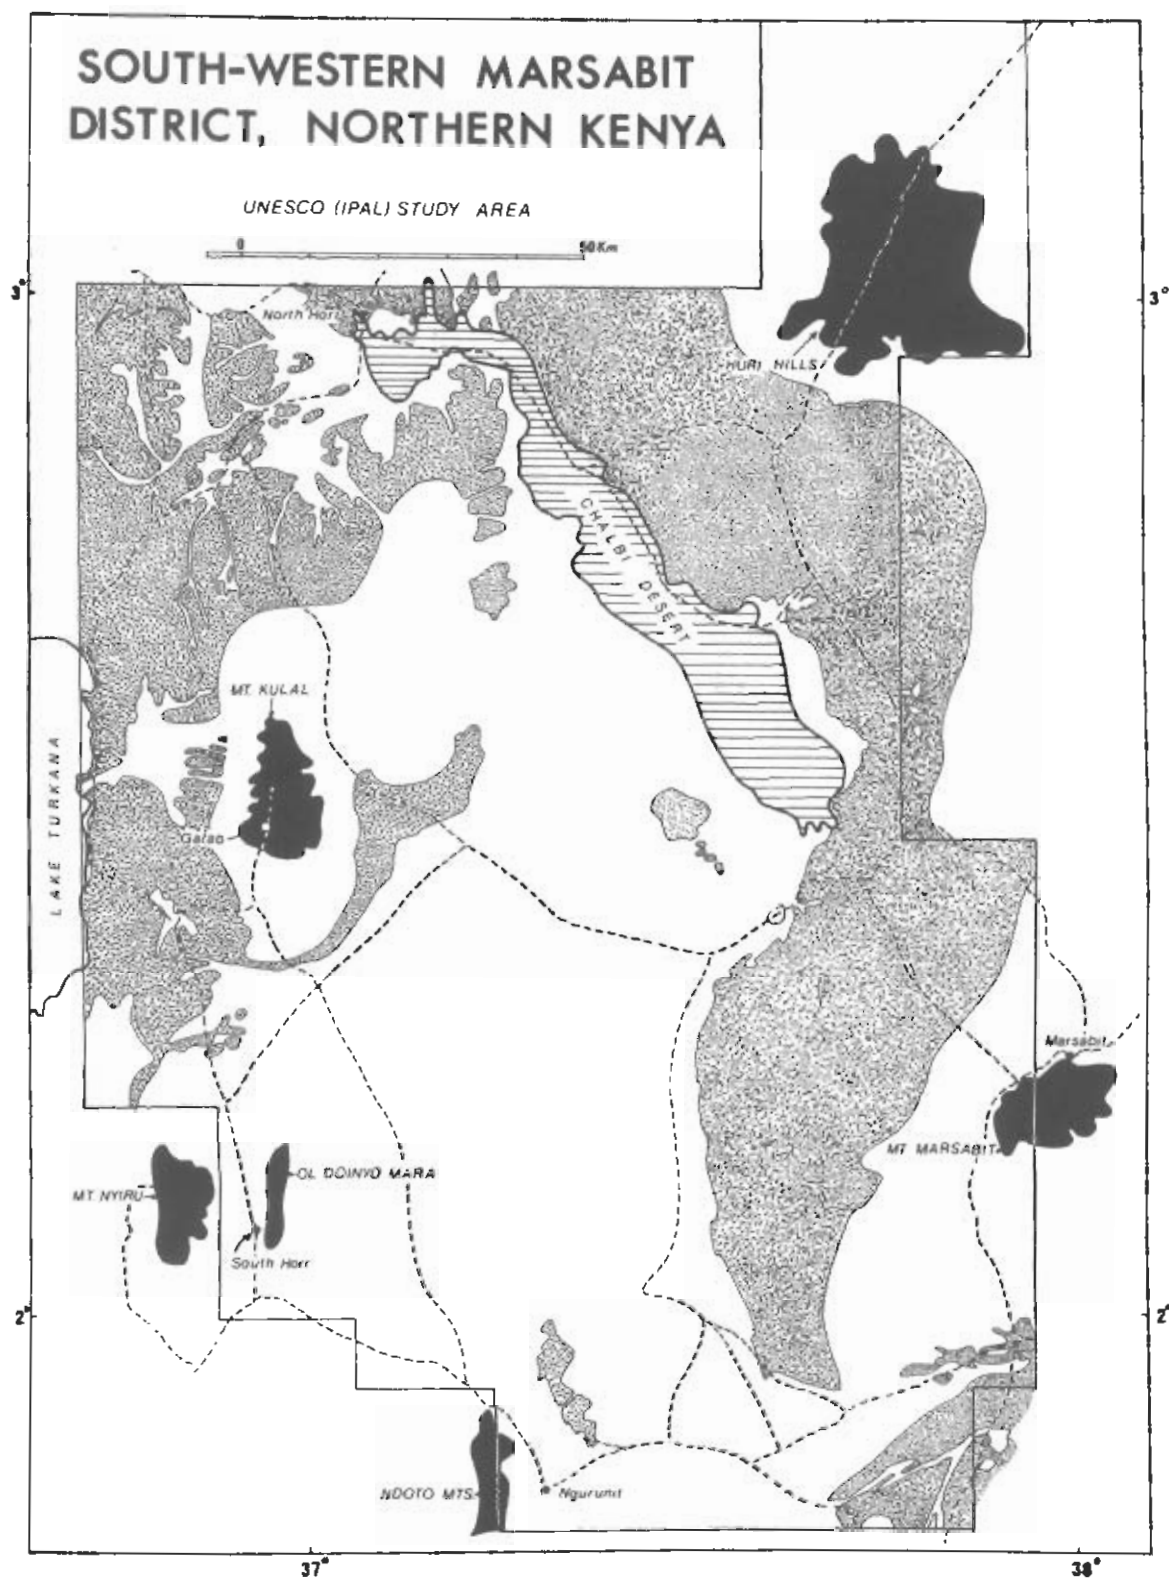 SOUTH-WESTERN MARSABIT
DISTRICT, NORTHERN KENYA
UNESCO (IPAL) STUDY AREA
0 50 Km
3° 3°
North Horr
HURI HILLS
CHALBI DESERT
MT. KULAL
LAKE TURKANA
Gatab
Marsabit
MT MARSABIT
OL DOINYO MARA
MT. NYIRU
South Horr
2° 2°
NDOTO MTS.
Ngurunit
37° 38°